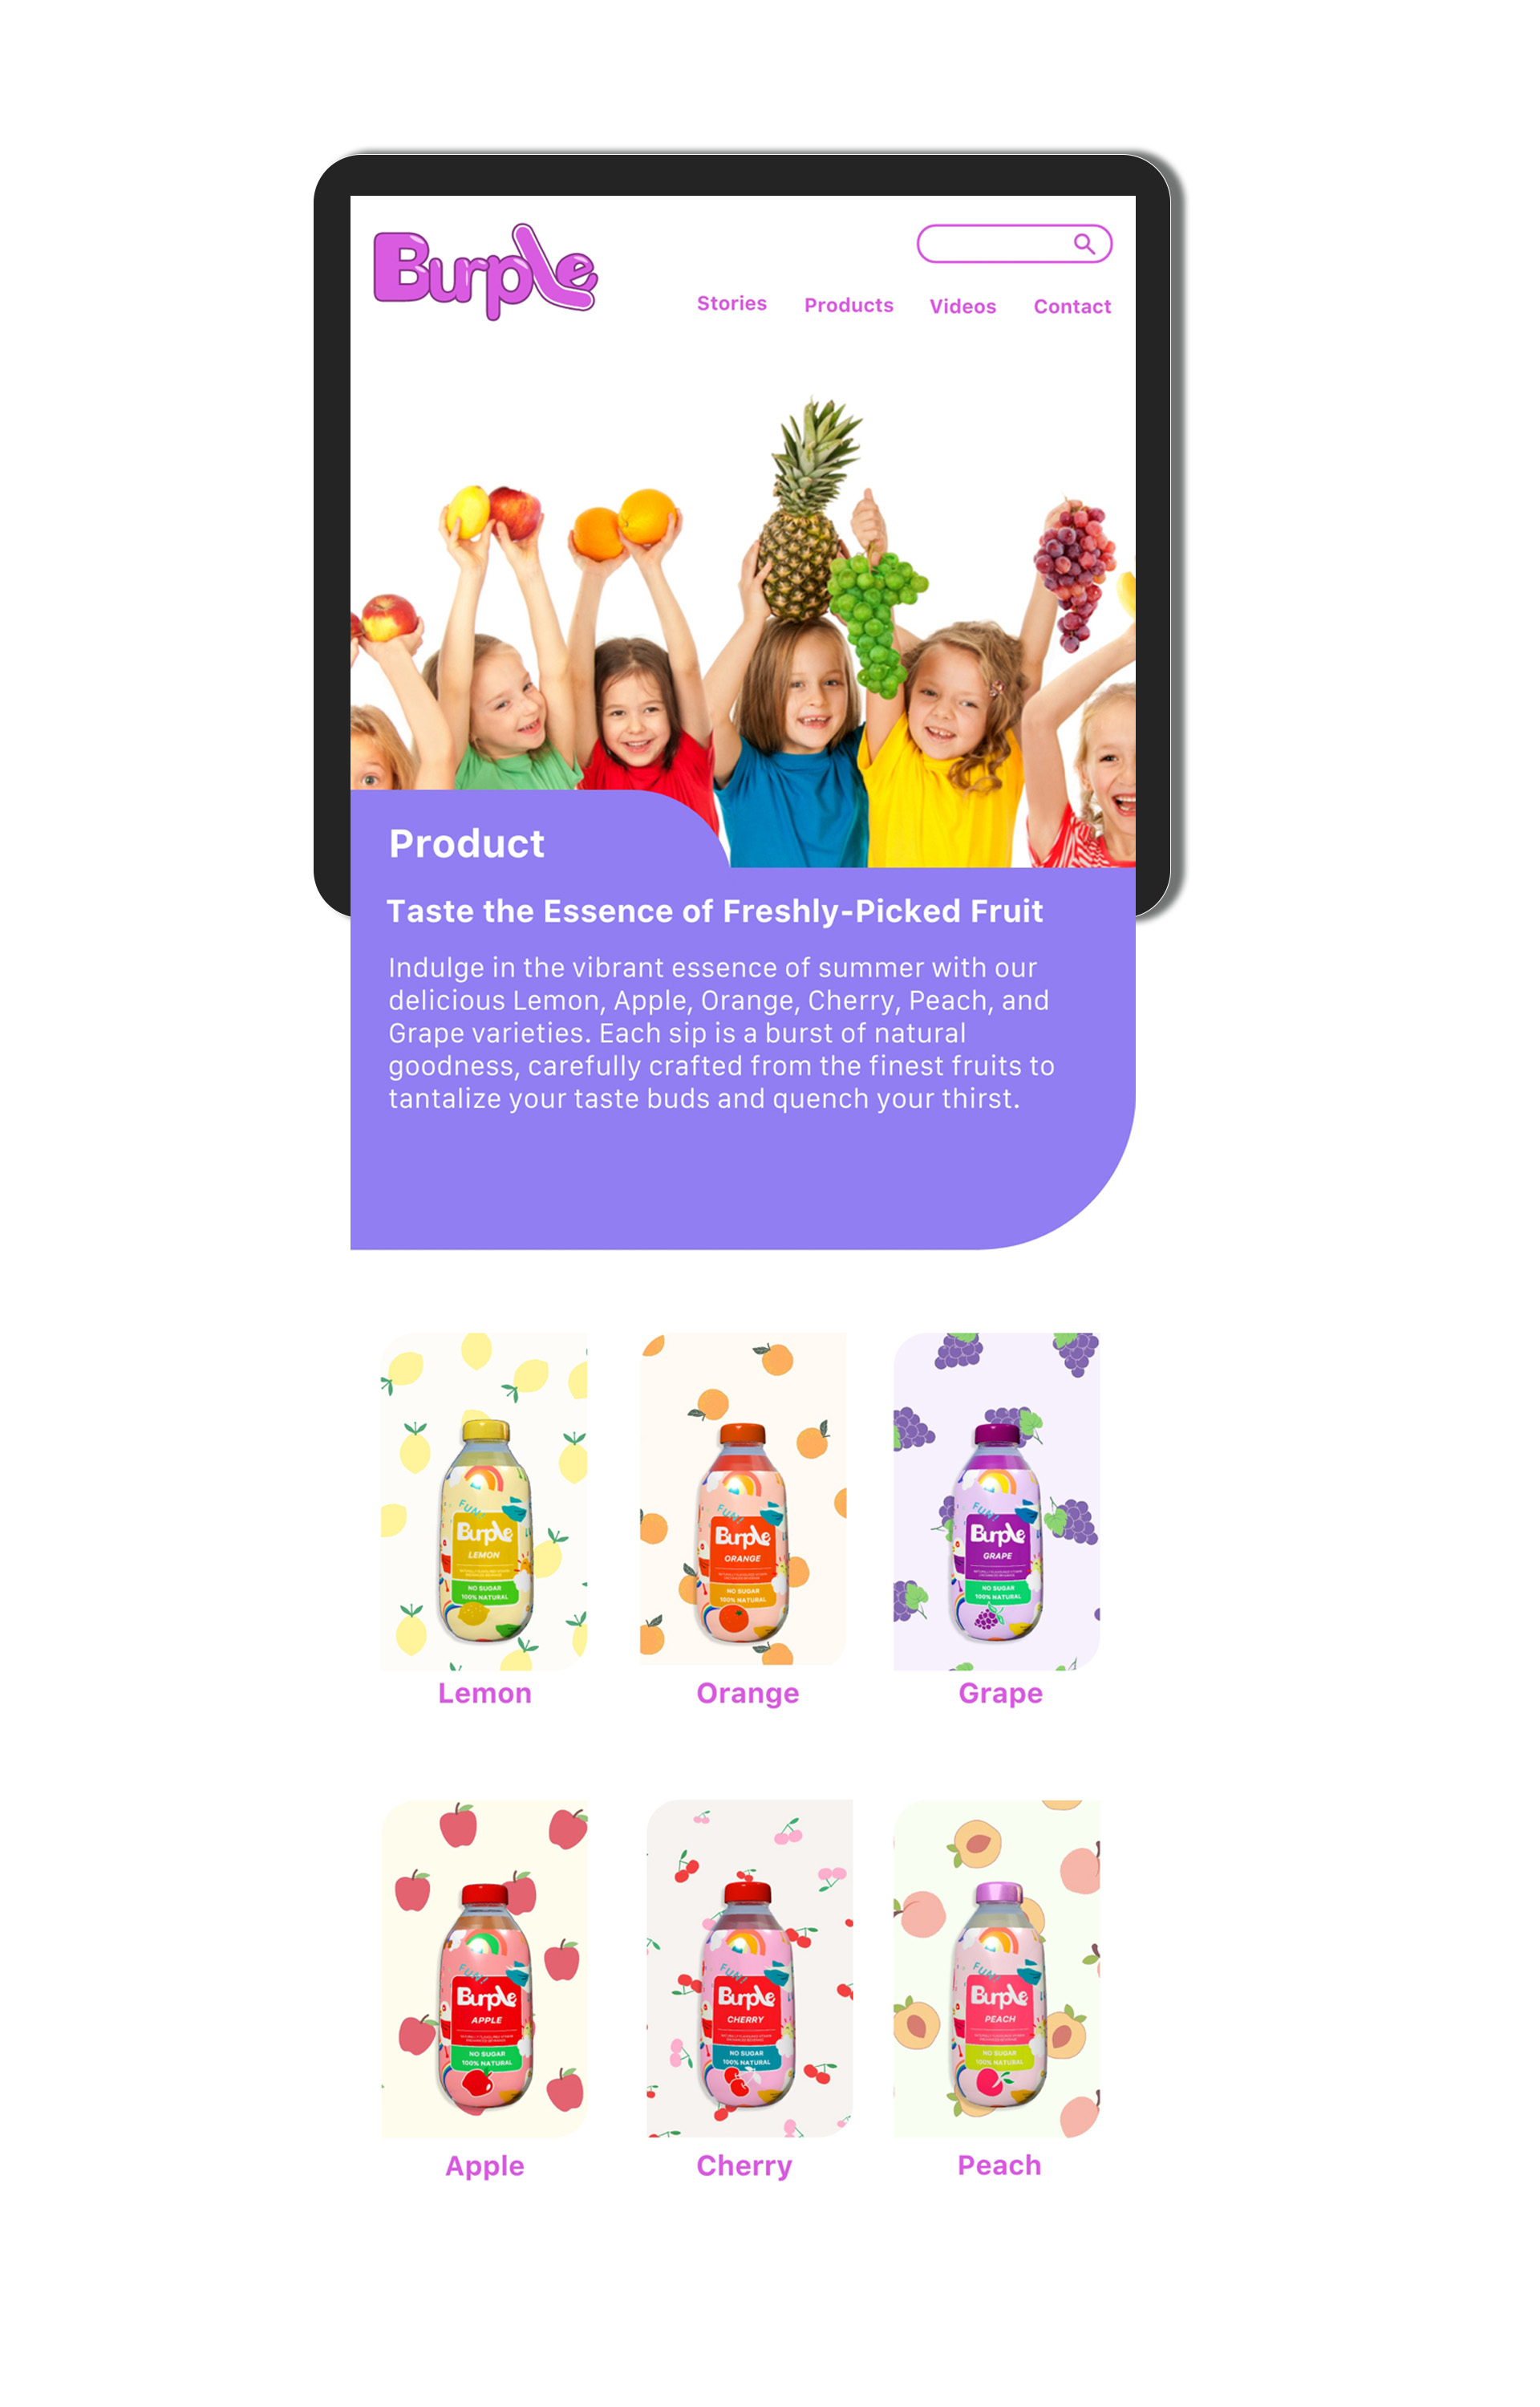 Burple
Stories Products Videos Contact
Product
Taste the Essence of Freshly-Picked Fruit
Indulge in the vibrant essence of summer with our
delicious Lemon, Apple, Orange, Cherry, Peach, and
Grape varieties. Each sip is a burst of natural
goodness, carefully crafted from the finest fruits to
tantalize your taste buds and quench your thirst.
FUN!
Burple
LEMON
NO SUGAR
100% NATURAL
Lemon
FUN!
Burple
ORANGE
NO SUGAR
100% NATURAL
Orange
FUN!
Burple
GRAPE
NO SUGAR
100% NATURAL
Grape
FUN!
Burple
APPLE
NO SUGAR
100% NATURAL
Apple
FUN!
Burple
CHERRY
NO SUGAR
100% NATURAL
Cherry
FUN!
Burple
PEACH
NO SUGAR
100% NATURAL
Peach